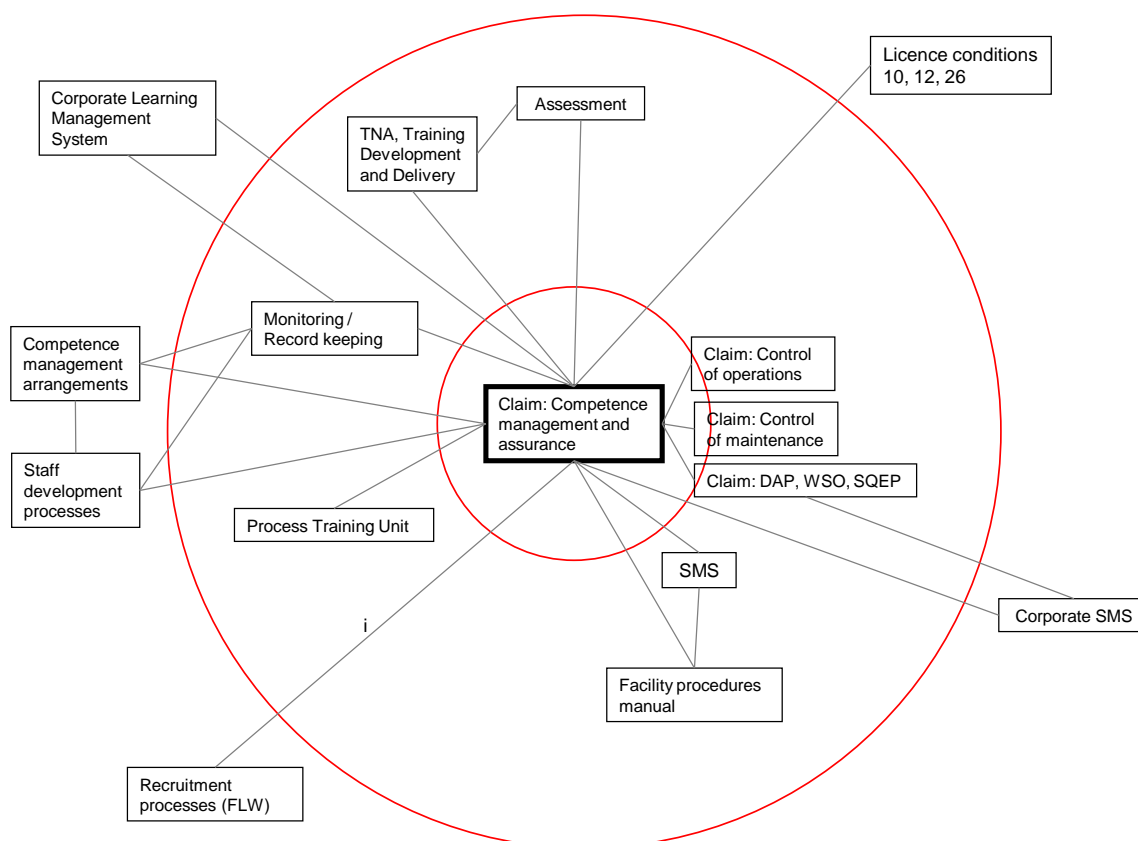 Licence conditions
10, 12, 26
Corporate Learning
Management
System
Assessment
TNA, Training
Development
and Delivery
Monitoring /
Record keeping
Competence
management
arrangements
Claim: Control
of operations
Claim: Competence
management and
assurance
Claim: Control
of maintenance
Staff
development
processes
Claim: DAP, WSO, SQEP
Process Training Unit
SMS
Corporate SMS
i
Facility procedures
manual
Recruitment
processes (FLW)